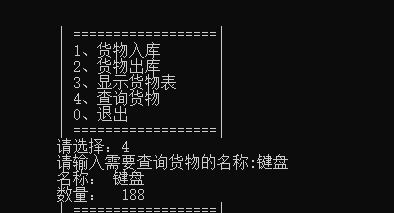 | ==================|
| 1、货物入库       |
| 2、货物出库       |
| 3、显示货物表     |
| 4、查询货物       |
| 0、退出           |
| ==================|
请选择：4
请输入需要查询货物的名称:键盘
名称： 键盘
数量：  188
| ==================|